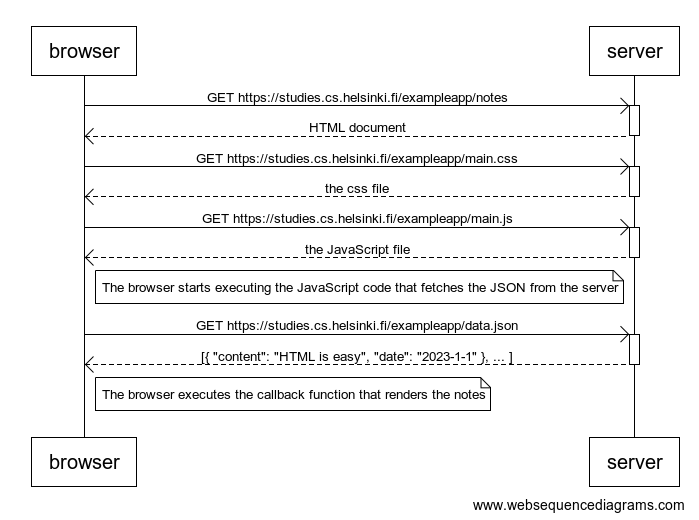 browser
server
GET https://studies.cs.helsinki.fi/exampleapp/notes
HTML document
GET https://studies.cs.helsinki.fi/exampleapp/main.css
the css file
GET https://studies.cs.helsinki.fi/exampleapp/main.js
the JavaScript file
The browser starts executing the JavaScript code that fetches the JSON from the server
GET https://studies.cs.helsinki.fi/exampleapp/data.json
[{ "content": "HTML is easy", "date": "2023-1-1" }, ... ]
The browser executes the callback function that renders the notes
browser
server
www.websequencediagrams.com